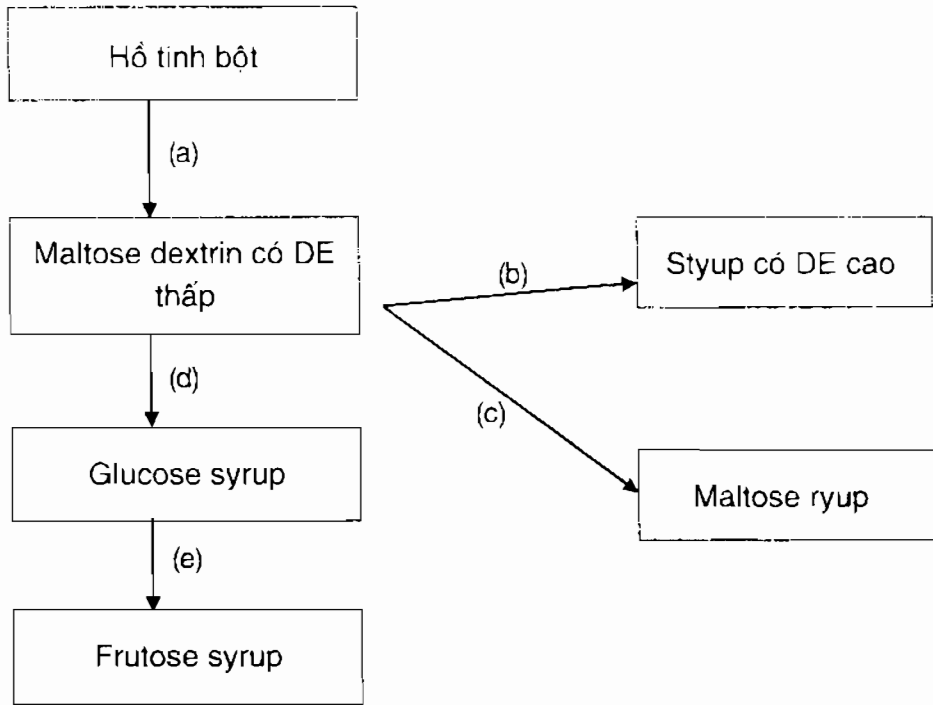 Hồ tinh bột
(a)
Maltose dextrin có DE
thấp
(b)
Styup có DE cao
(d)
(c)
Glucose syrup
Maltose ryup
(e)
Frutose syrup